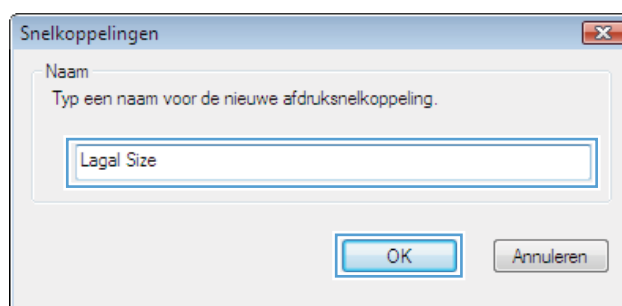 Snelkoppelingen
Naam
Typ een naam voor de nieuwe afdruksnelkoppeling.
Lagal Size
OK
Annuleren